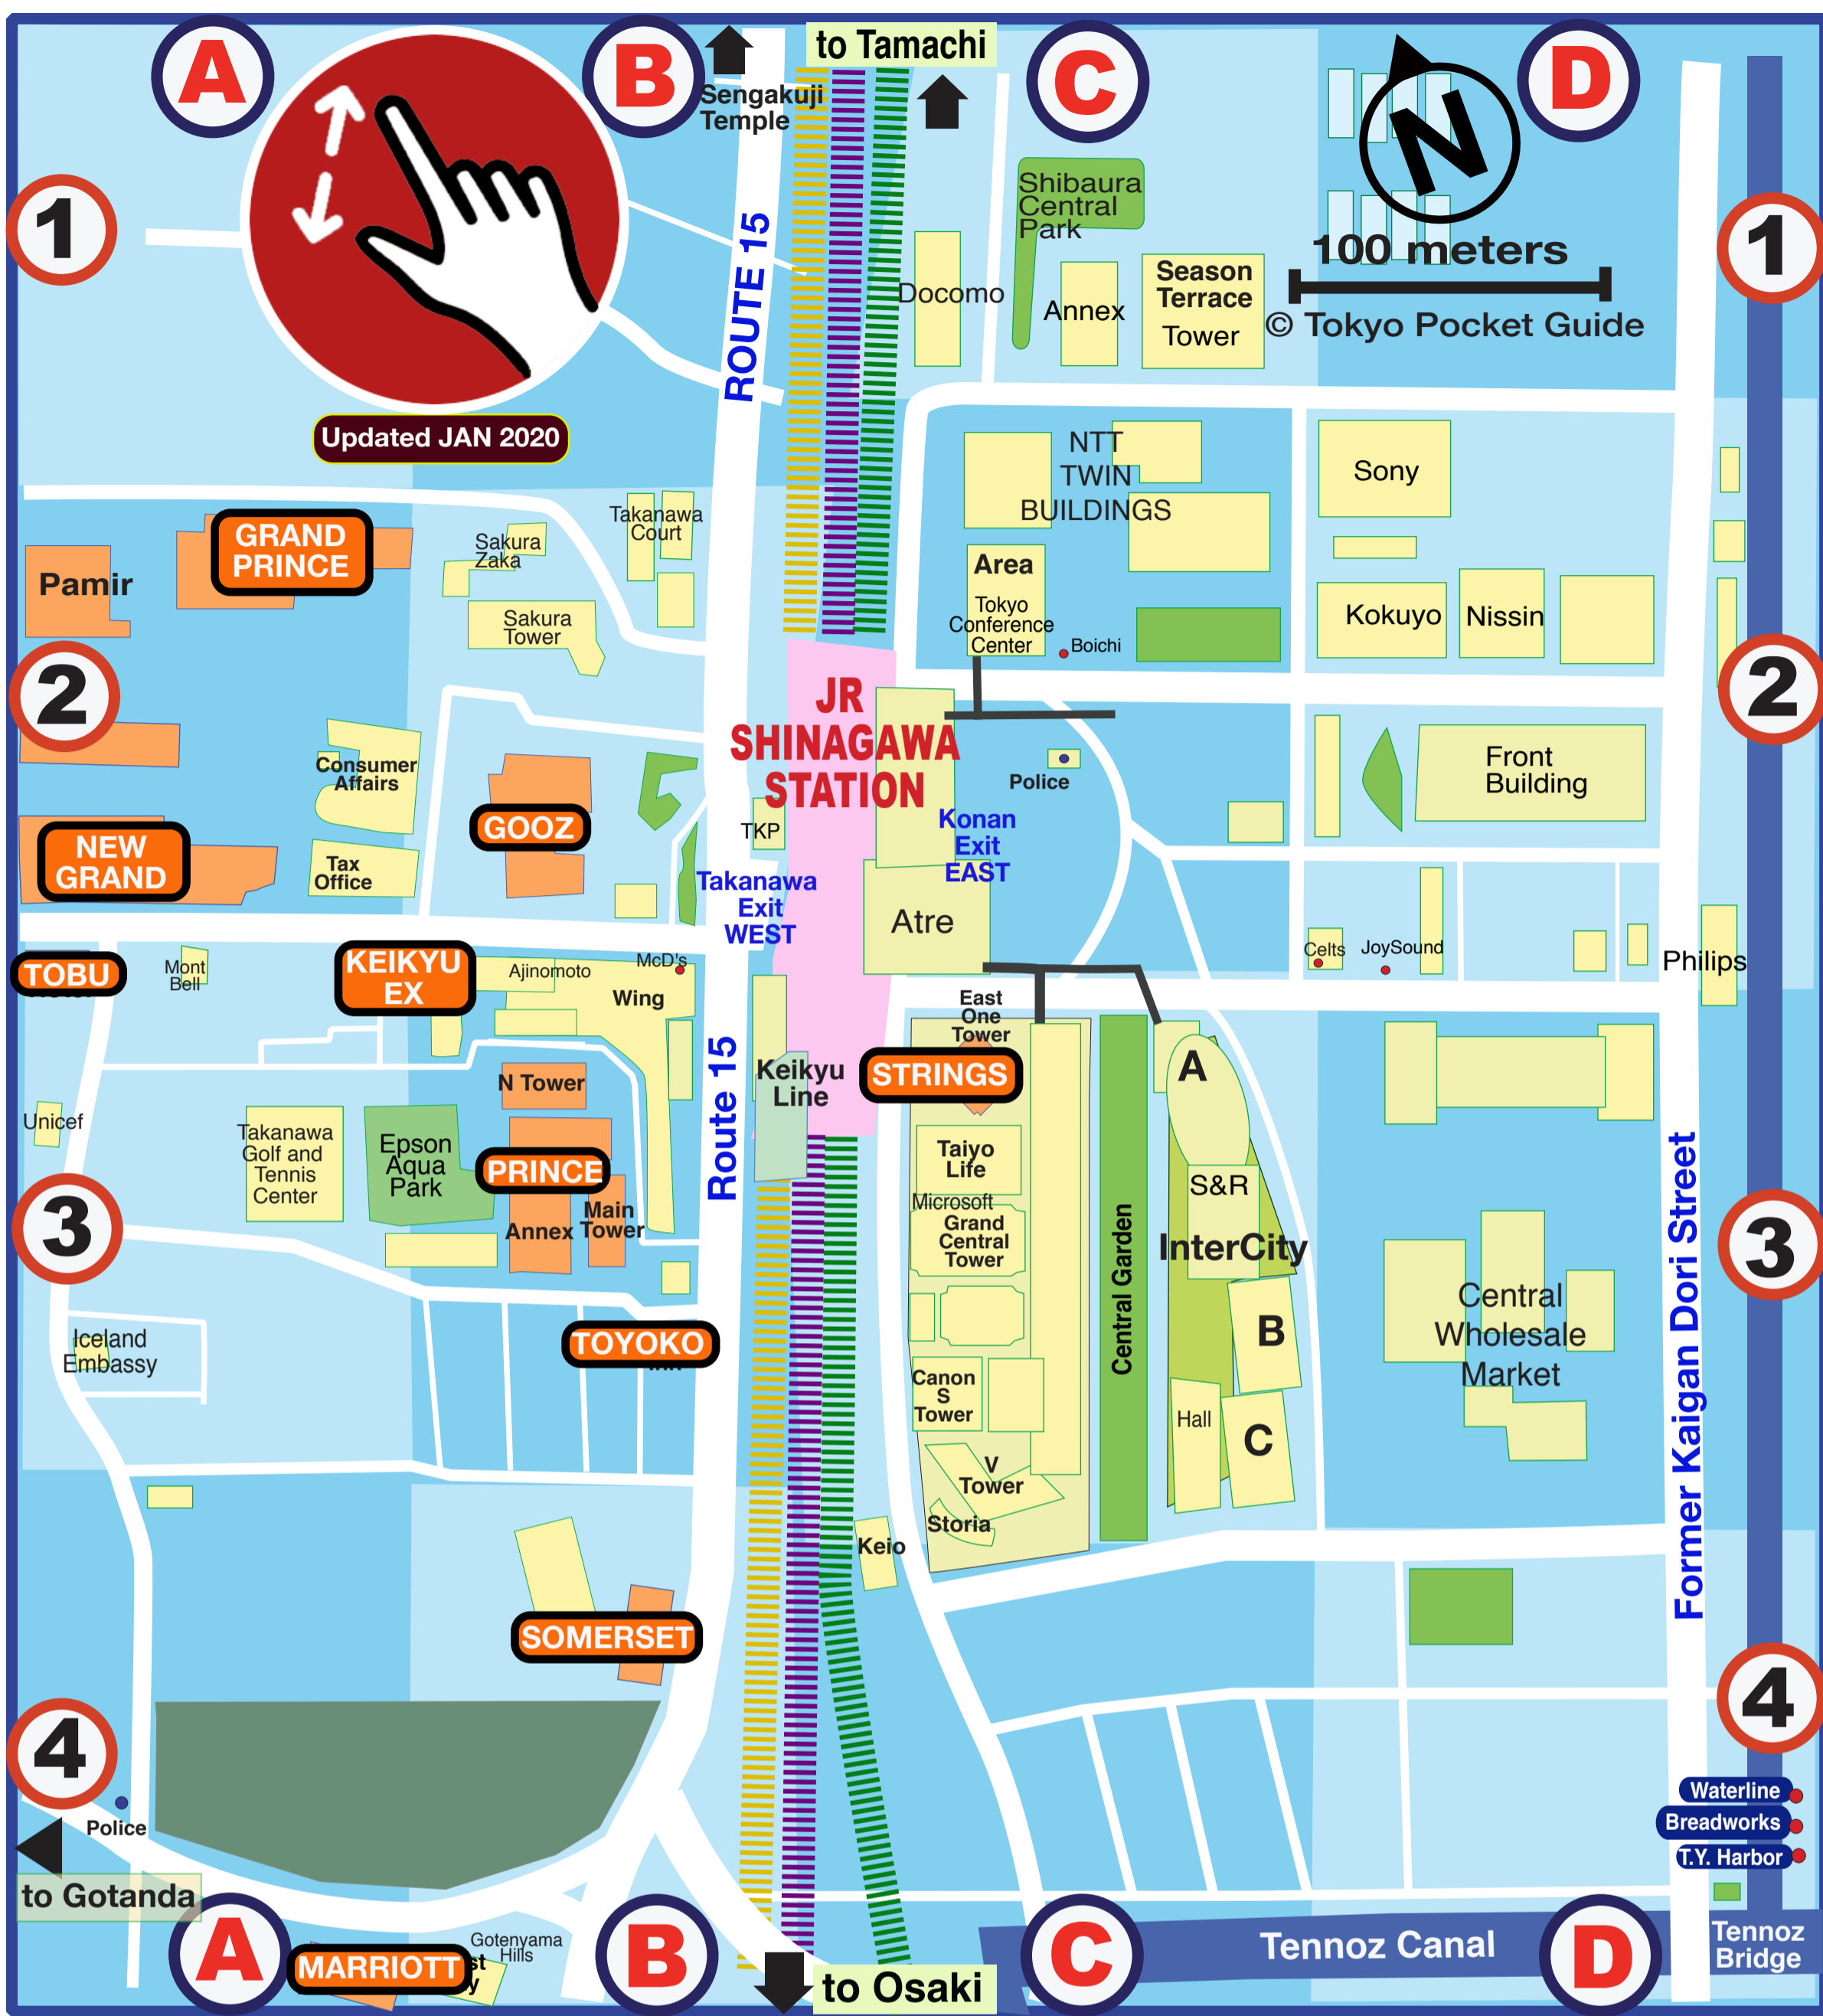 A
B
to Tamachi
C
D
Sengakuji
Temple
N
1
1
Shibaura
Central
Park
100 meters
© Tokyo Pocket Guide
ROUTE 15
Docomo
Annex
Season
Terrace
Tower
Updated JAN 2020
NTT
TWIN
BUILDINGS
Sony
GRAND
PRINCE
Pamir
Sakura
Zaka
Takanawa
Court
Sakura
Tower
Area
Tokyo
Conference
Center
Boichi
Kokuyo
Nissin
2
2
JR
SHINAGAWA
STATION
Consumer
Affairs
GOOZ
TKP
Police
Front
Building
NEW
GRAND
Tax
Office
Konan
Exit
EAST
Takanawa
Exit
WEST
Atre
TOBU
Mont
Bell
KEIKYU
EX
Ajinomoto
McD's
Wing
Celts
JoySound
Philips
East
One
Tower
Route 15
Keikyu
Line
STRINGS
A
N Tower
Unicef
Takanawa
Golf and
Tennis
Center
Epson
Aqua
Park
PRINCE
Annex
Main
Tower
Taiyo
Life
Microsoft
Grand
Central
Tower
S&R
InterCity
Central Garden
3
3
Former Kaigan Dori Street
Central
Wholesale
Market
Iceland
Embassy
TOYOKO
B
Canon
S
Tower
Hall
C
V
Tower
Storia
Keio
SOMERSET
4
4
Police
to Gotanda
Waterline
Breadworks
T.Y. Harbor
A
B
C
D
MARRIOTT
Gotenyama
Hills
to Osaki
Tennoz Canal
Tennoz
Bridge